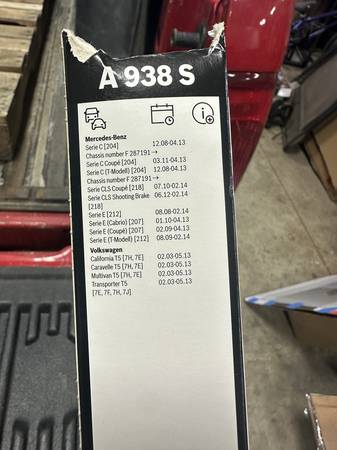 A 938 S
Mercedes-Benz
Serie C [204] 12.08-04.13
Chassis number F 287191→
Serie C Coupé [204] 03.11-04.13
Serie C (T-Modell) [204] 12.08-04.13
Chassis number F 287191→
Serie CLS Coupé [218] 07.10-02.14
Serie CLS Shooting Brake 06.12-02.14
[218]
Serie E [212] 08.08-02.14
Serie E (Cabrio) [207] 01.10-04.13
Serie E (Coupé) [207] 02.09-04.13
Serie E (T-Modell) [212] 08.09-02.14
Volkswagen
California T5 [7H, 7E] 02.03-05.13
Caravelle T5 [7H, 7E] 02.03-05.13
Multivan T5 [7H, 7E] 02.03-05.13
Transporter T5 02.03-05.13
[7E, 7F, 7H, 7J]